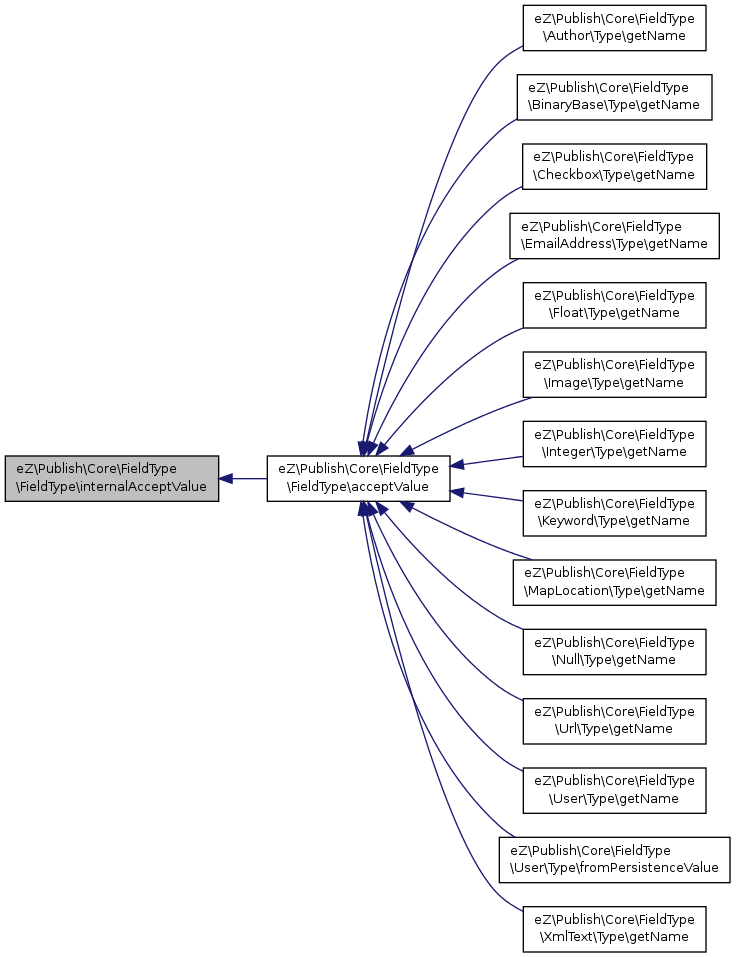 eZ\Publish\Core\FieldType
\Author\Type\getName
eZ\Publish\Core\FieldType
\BinaryBase\Type\getName
eZ\Publish\Core\FieldType
\Checkbox\Type\getName
eZ\Publish\Core\FieldType
\EmailAddress\Type\getName
eZ\Publish\Core\FieldType
\Float\Type\getName
eZ\Publish\Core\FieldType
\Image\Type\getName
eZ\Publish\Core\FieldType
\Integer\Type\getName
eZ\Publish\Core\FieldType
\FieldType\internalAcceptValue
eZ\Publish\Core\FieldType
\FieldType\acceptValue
eZ\Publish\Core\FieldType
\Keyword\Type\getName
eZ\Publish\Core\FieldType
\MapLocation\Type\getName
eZ\Publish\Core\FieldType
\Null\Type\getName
eZ\Publish\Core\FieldType
\Url\Type\getName
eZ\Publish\Core\FieldType
\User\Type\getName
eZ\Publish\Core\FieldType
\User\Type\fromPersistenceValue
eZ\Publish\Core\FieldType
\XmlText\Type\getName